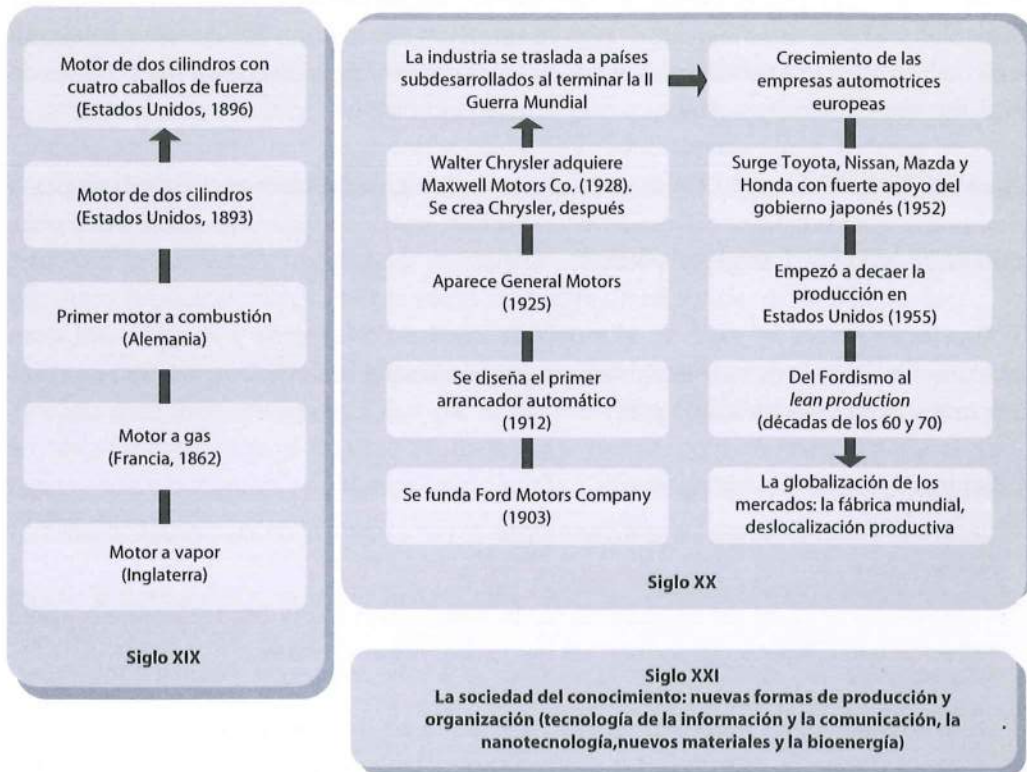 Motor de dos cilindros con
cuatro caballos de fuerza
(Estados Unidos, 1896)
Motor de dos cilindros
(Estados Unidos, 1893)
Primer motor a combustión
(Alemania)
Motor a gas
(Francia, 1862)
Motor a vapor
(Inglaterra)
Siglo XIX
La industria se traslada a países
subdesarrollados al terminar la II
Guerra Mundial
Walter Chrysler adquiere
Maxwell Motors Co. (1928).
Se crea Chrysler, después
Aparece General Motors
(1925)
Se diseña el primer
arrancador automático
(1912)
Se funda Ford Motors Company
(1903)
Crecimiento de las
empresas automotrices
europeas
Surge Toyota, Nissan, Mazda y
Honda con fuerte apoyo del
gobierno japonés (1952)
Empezó a decaer la
producción en
Estados Unidos (1955)
Del Fordismo al
lean production
(décadas de los 60 y 70)
La globalización de los
mercados: la fábrica mundial,
deslocalización productiva
Siglo XX
Siglo XXI
La sociedad del conocimiento: nuevas formas de producción y
organización (tecnología de la información y la comunicación, la
nanotecnología,nuevos materiales y la bioenergía)